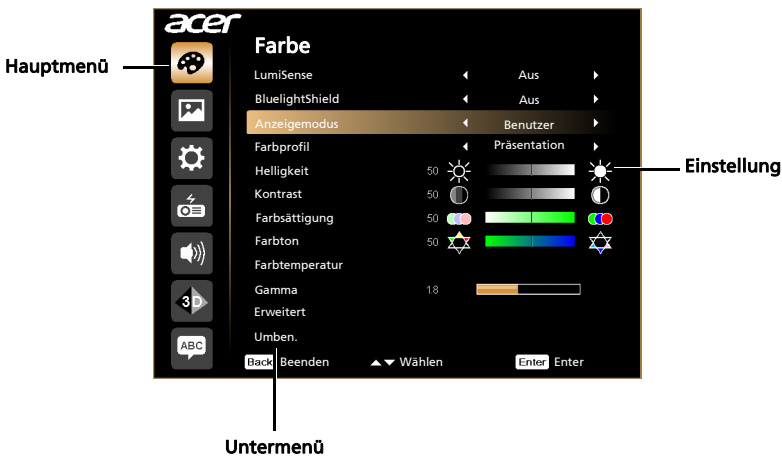 acer
Farbe
Hauptmenü
LumiSense Aus
BluelightShield Aus
Anzeigemodus Benutzer
Farbprofil Präsentation
Helligkeit 50
Einstellung
Kontrast 50
Farbsättigung 50
Farbton 50
Farbtemperatur
Gamma 1.8
3D
Erweitert
Umben.
ABC
Back Beenden Wählen Enter Enter
Untermenü